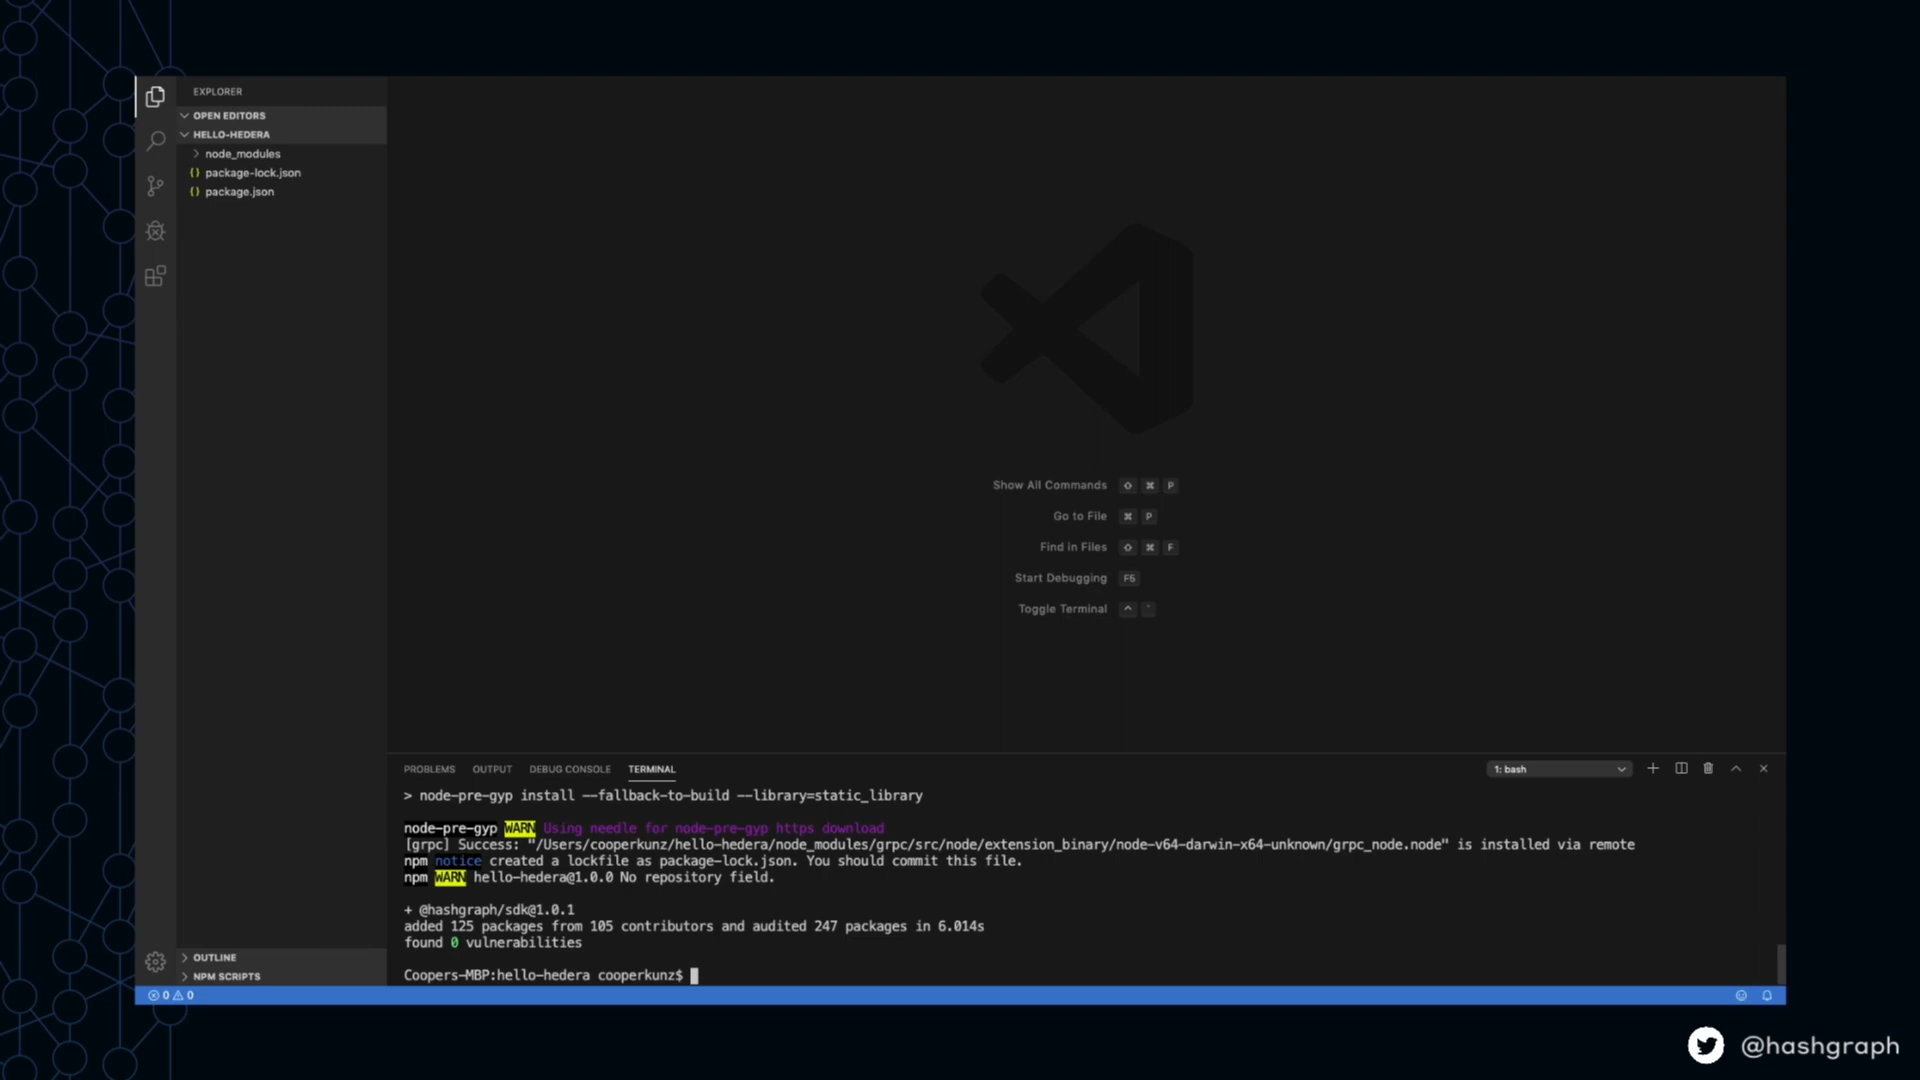 EXPLORER
OPEN EDITORS
HELLO-HEDERA
node_modules
{} package-lock.json
{} package.json
Show All Commands ⇧ ⌘ P
Go to File ⌘ P
Find in Files ⇧ ⌘ F
Start Debugging F5
Toggle Terminal ^ `
PROBLEMS OUTPUT DEBUG CONSOLE TERMINAL 1: bash
> node-pre-gyp install --fallback-to-build --library=static_library
node-pre-gyp WARN Using needle for node-pre-gyp https download
[grpc] Success: "/Users/cooperkunz/hello-hedera/node_modules/grpc/src/node/extension_binary/node-v64-darwin-x64-unknown/grpc_node.node" is installed via remote
npm notice created a lockfile as package-lock.json. You should commit this file.
npm WARN hello-hedera@1.0.0 No repository field.
+ @hashgraph/sdk@1.0.1
added 125 packages from 105 contributors and audited 247 packages in 6.014s
found 0 vulnerabilities
Coopers-MBP:hello-hedera cooperkunz$
OUTLINE
NPM SCRIPTS
0 0
@hashgraph